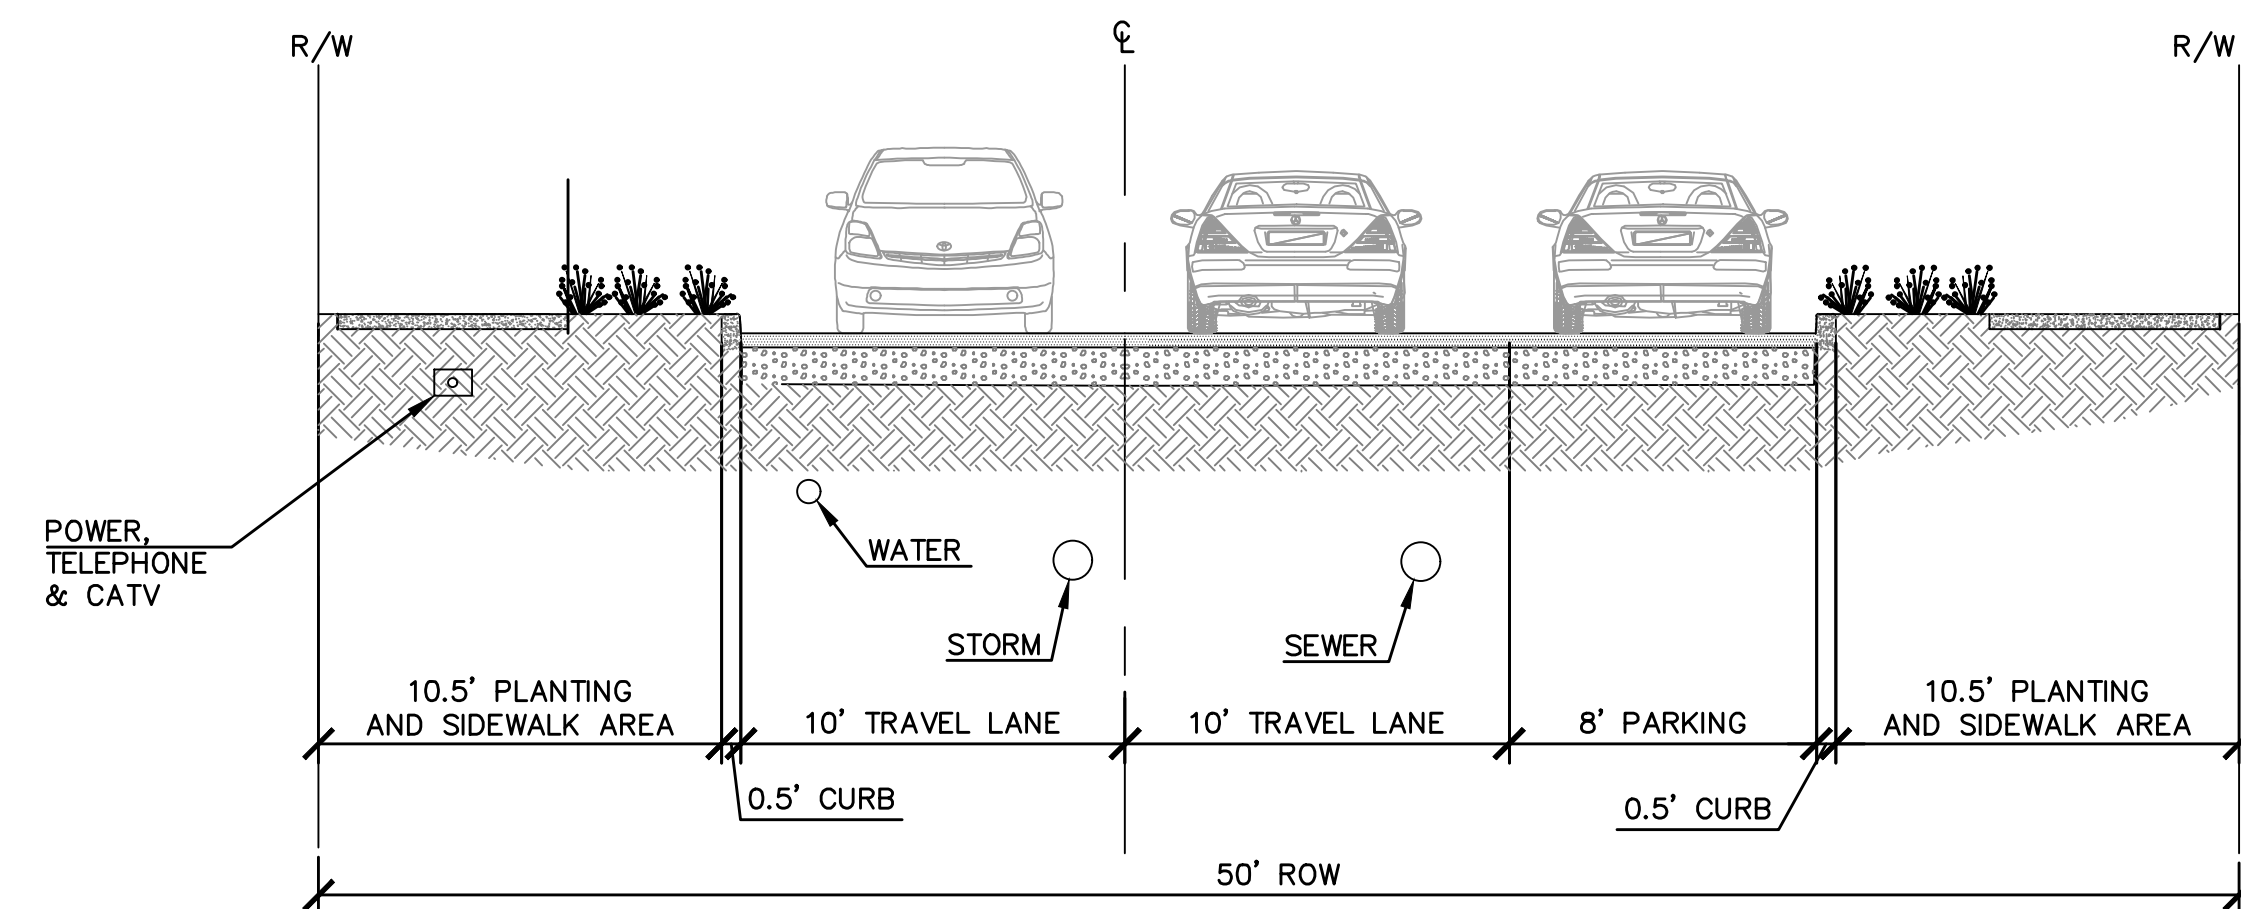 R/W
℄
R/W
POWER,
TELEPHONE
& CATV
WATER
STORM
SEWER
10.5' PLANTING
AND SIDEWALK AREA
10' TRAVEL LANE
10' TRAVEL LANE
8' PARKING
10.5' PLANTING
AND SIDEWALK AREA
0.5' CURB
0.5' CURB
50' ROW